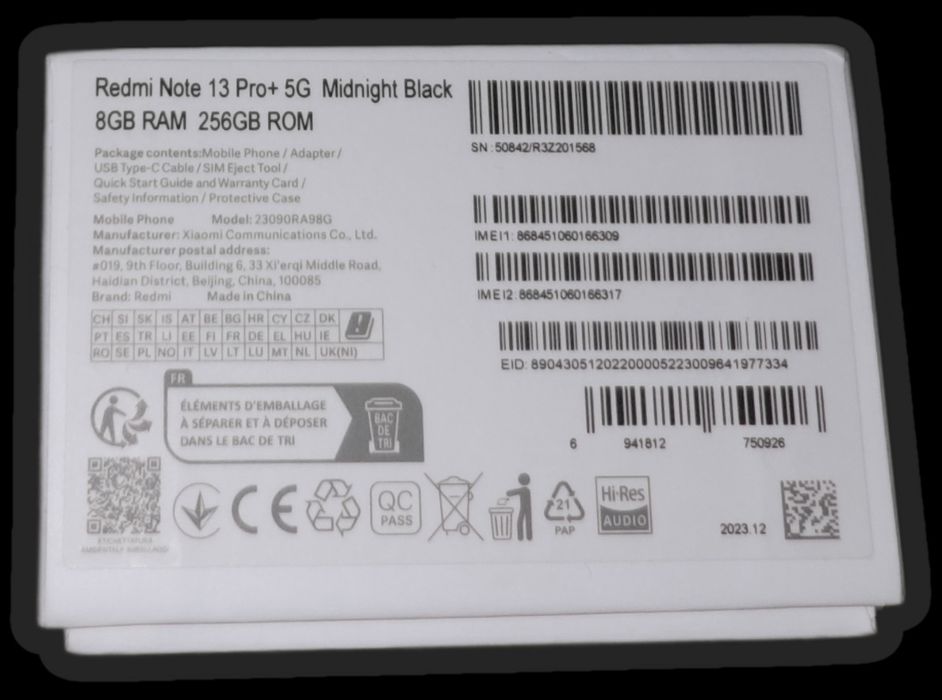 Redmi Note 13 Pro+ 5G Midnight Black
8GB RAM 256GB ROM
Package contents:Mobile Phone / Adapter /
USB Type-C Cable / SIM Eject Tool /
Quick Start Guide and Warranty Card /
Safety Information / Protective Case
Mobile Phone Model: 23090RA98G
Manufacturer: Xiaomi Communications Co., Ltd.
Manufacturer postal address:
#019, 9th Floor, Building 6, 33 Xi'erqi Middle Road,
Haidian District, Beijing, China, 100085
Brand: Redmi Made in China
CH SI SK IS AT BE BG HR CY CZ DK
PT ES TR LI EE FI FR DE EL HU IE
RO SE PL NO IT LV LT LU MT NL UK(NI)
SN :50842/R3Z201568
IMEI1: 868451060166309
IMEI2: 868451060166317
EID: 89043051202200005223009641977334
6 941812 750926
FR
ÉLÉMENTS D'EMBALLAGE
À SÉPARER ET À DÉPOSER
DANS LE BAC DE TRI
BAC
DE
TRI
ETICHETTATURA
AMBIENTALE IMBALLAGGI
CE
QC
PASS
21
PAP
Hi-Res
AUDIO
2023.12